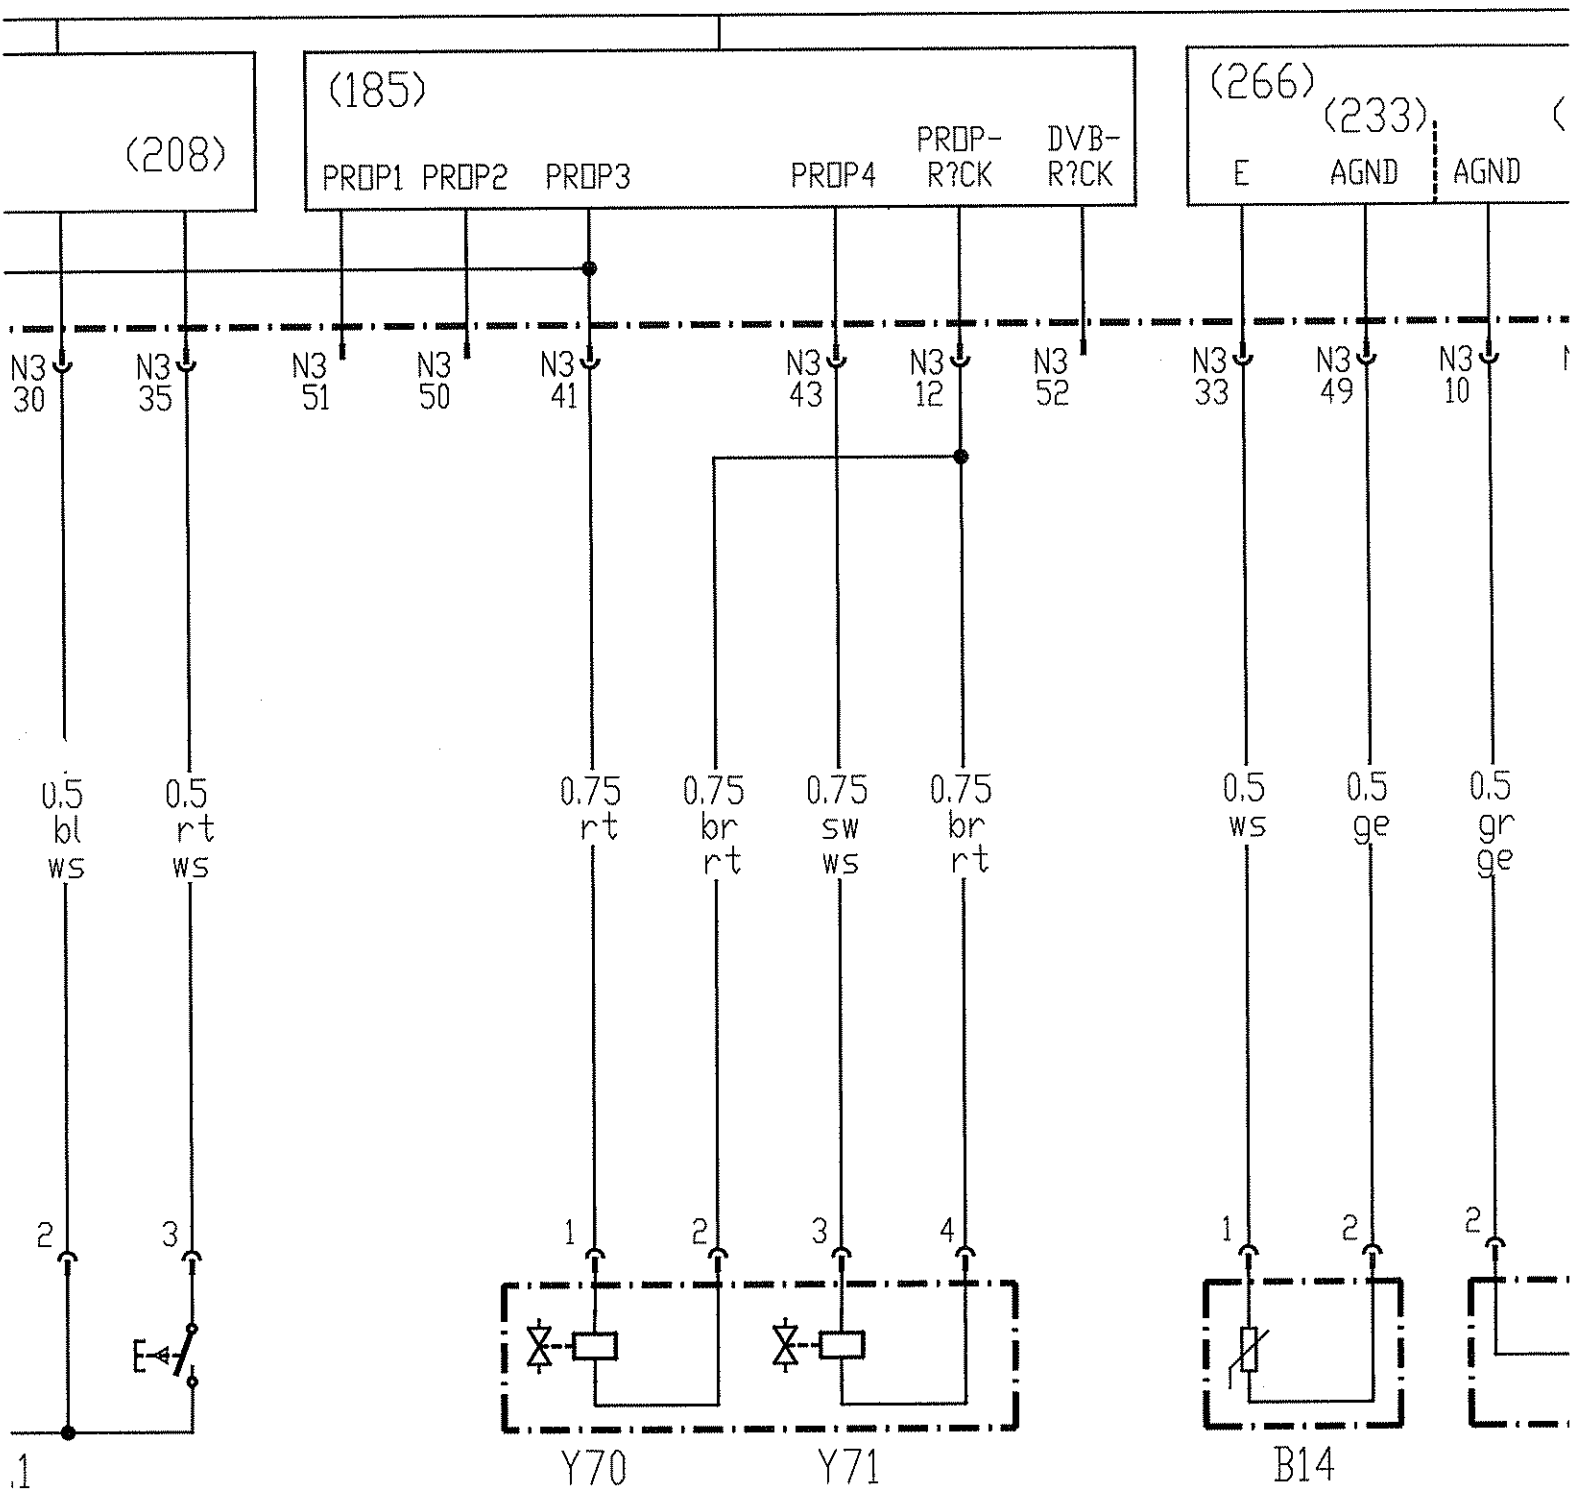 (185)
(266)
(208)
(233)
PROP- DVB-
PROP1 PROP2 PROP3 PROP4 R?CK R?CK
E AGND AGND
N3 N3 N3 N3 N3 N3 N3 N3 N3 N3 N3
30 35 51 50 41 43 12 52 33 49 10
0.5 0.5 0.75 0.75 0.75 0.75 0.5 0.5 0.5
bl rt rt br sw br ws ge gr
ws ws rt ws rt ge
2 3 1 2 3 4 1 2 2
.1 Y70 Y71 B14